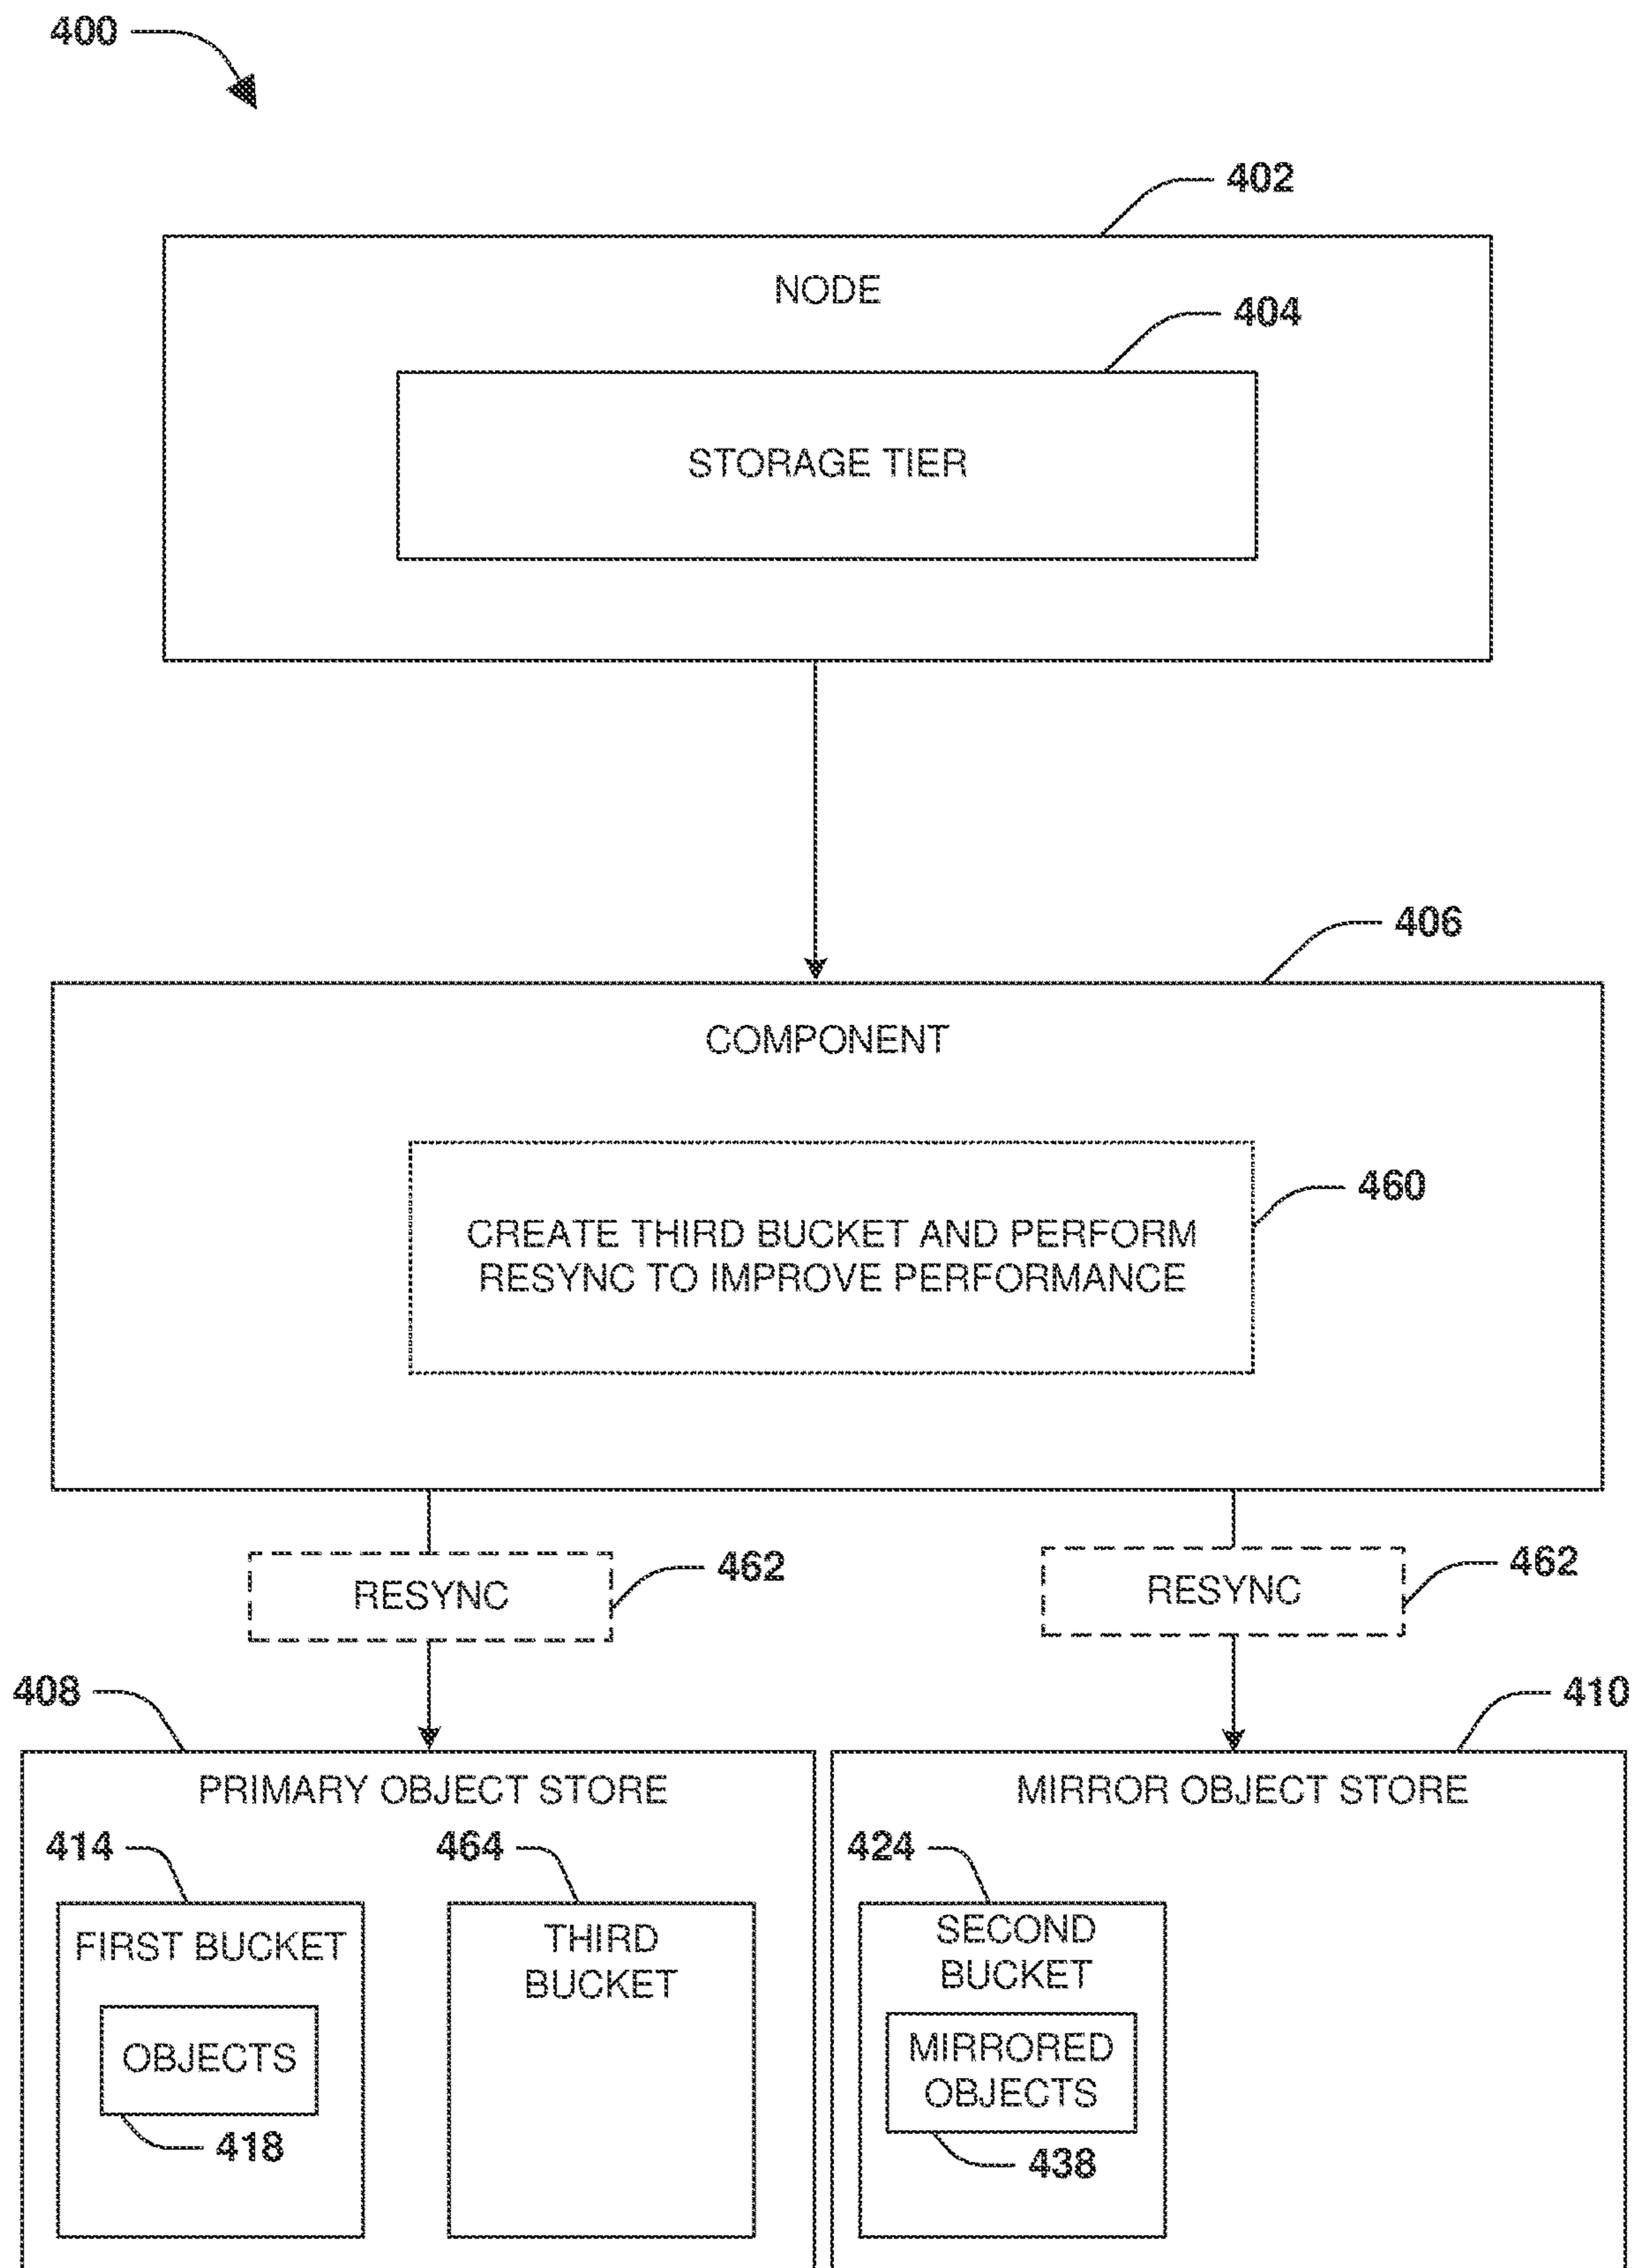 400
402
NODE
404
STORAGE TIER
406
COMPONENT
460
CREATE THIRD BUCKET AND PERFORM
RESYNC TO IMPROVE PERFORMANCE
RESYNC
462
RESYNC
462
408
410
PRIMARY OBJECT STORE
MIRROR OBJECT STORE
414
464
424
FIRST BUCKET
THIRD
BUCKET
SECOND
BUCKET
OBJECTS
MIRRORED
OBJECTS
418
438